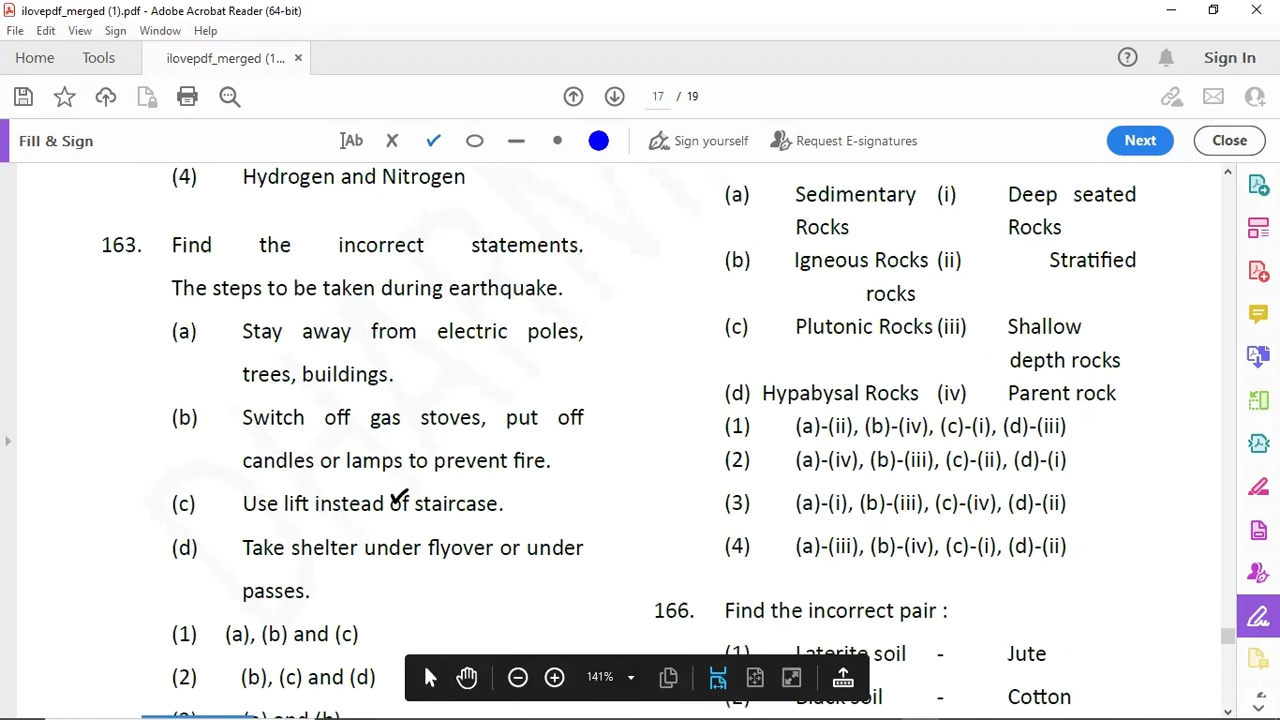 ilovepdf_merged (1).pdf - Adobe Acrobat Reader (64-bit)
File Edit View Sign Window Help
Home Tools ilovepdf_merged (1... Sign In
17 / 19
Fill & Sign Ab Sign yourself Request E-signatures Next Close
(4) Hydrogen and Nitrogen
163. Find the incorrect statements.
The steps to be taken during earthquake.
(a) Stay away from electric poles,
trees, buildings.
(b) Switch off gas stoves, put off
candles or lamps to prevent fire.
(c) Use lift instead of staircase.
(d) Take shelter under flyover or under
passes.
(1) (a), (b) and (c)
(2) (b), (c) and (d)
(3) (a) and (b)
(a) Sedimentary (i) Deep seated
Rocks Rocks
(b) Igneous Rocks (ii) Stratified
rocks
(c) Plutonic Rocks (iii) Shallow
depth rocks
(d) Hypabysal Rocks (iv) Parent rock
(1) (a)-(ii), (b)-(iv), (c)-(i), (d)-(iii)
(2) (a)-(iv), (b)-(iii), (c)-(ii), (d)-(i)
(3) (a)-(i), (b)-(iii), (c)-(iv), (d)-(ii)
(4) (a)-(iii), (b)-(iv), (c)-(i), (d)-(ii)
166. Find the incorrect pair :
(1) Laterite soil - Jute
(2) Black soil - Cotton
141%